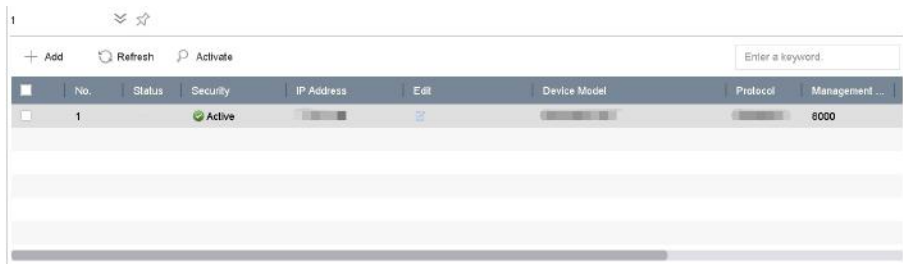 1
Add Refresh Activate Enter a keyword.
No. Status Security IP Address Edit Device Model Protocol Management ...
1 Active 8000